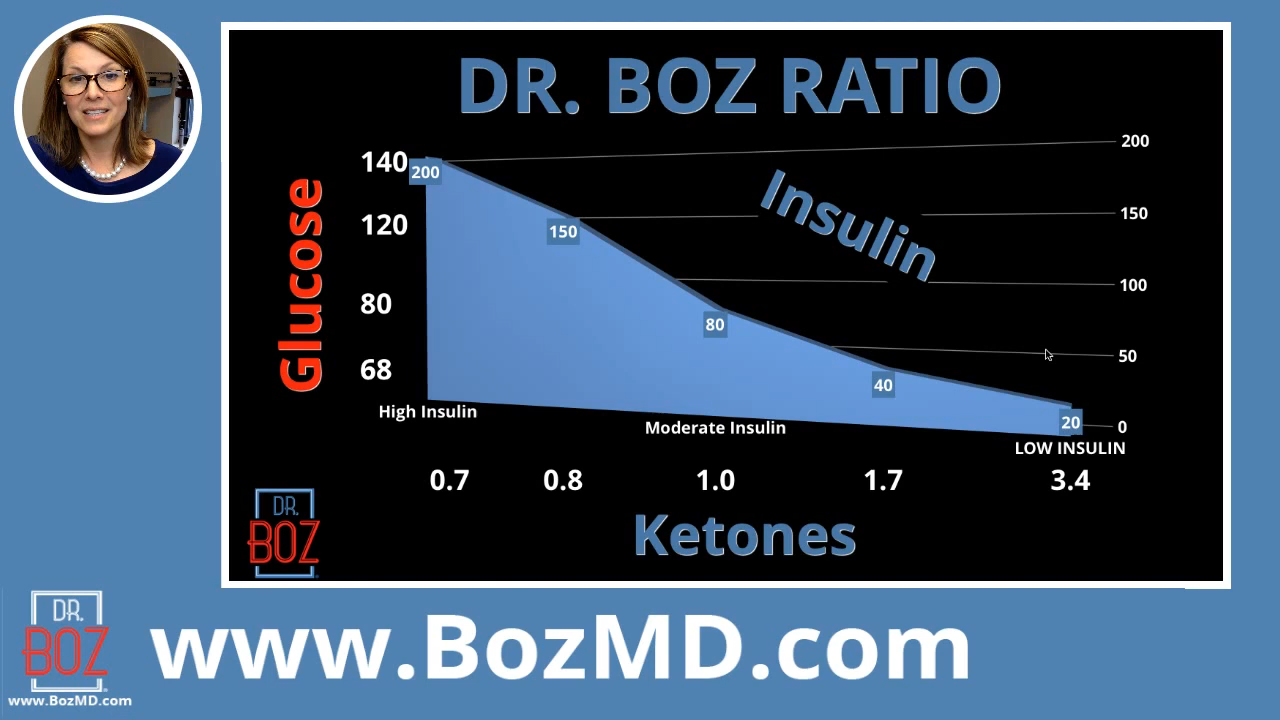 DR. BOZ RATIO
Glucose
140
120
80
68
200
150
80
40
20
Insulin
200
150
100
50
0
High Insulin
Moderate Insulin
LOW INSULIN
0.7 0.8 1.0 1.7 3.4
Ketones
DR.
BOZ
DR.
BOZ
www.BozMD.com
www.BozMD.com